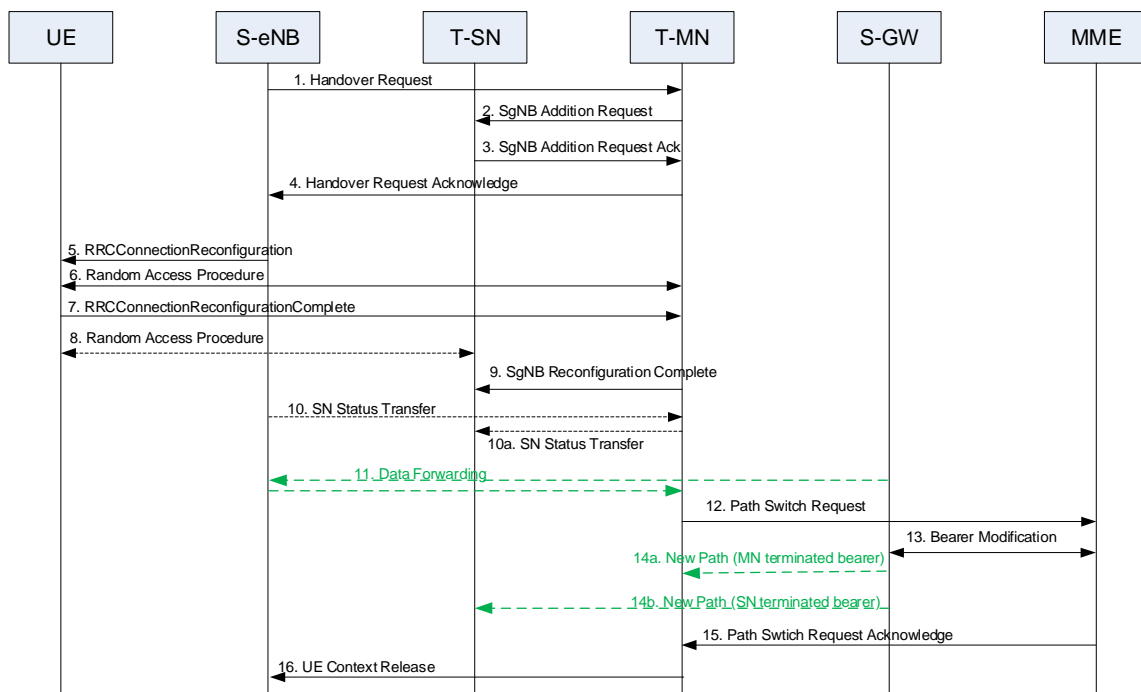 UE S-eNB T-SN T-MN S-GW MME
1. Handover Request
2. SgNB Addition Request
3. SgNB Addition Request Ack
4. Handover Request Acknowledge
5. RRCConnectionReconfiguration
6. Random Access Procedure
7. RRCConnectionReconfigurationComplete
8. Random Access Procedure
9. SgNB Reconfiguration Complete
10. SN Status Transfer
10a. SN Status Transfer
11. Data Forwarding
12. Path Switch Request
13. Bearer Modification
14a. New Path (MN terminated bearer)
14b. New Path (SN terminated bearer)
15. Path Swtich Request Acknowledge
16. UE Context Release